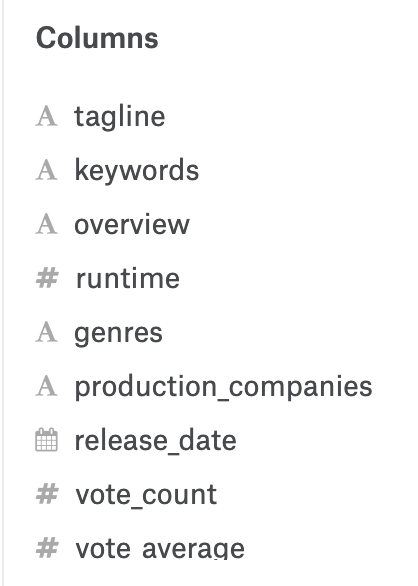 Columns
A tagline
A keywords
A overview
# runtime
A genres
A production_companies
release_date
# vote_count
# vote_average